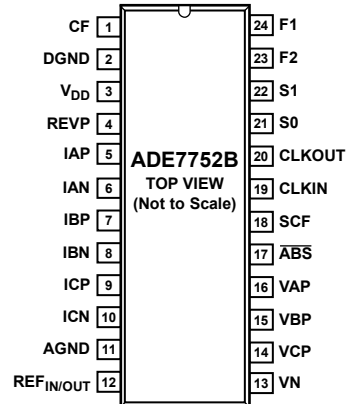 CF 1
DGND 2
VDD 3
REVP 4
IAP 5
IAN 6
IBP 7
IBN 8
ICP 9
ICN 10
AGND 11
REFIN/OUT 12
ADE7752B
TOP VIEW
(Not to Scale)
24 F1
23 F2
22 S1
21 S0
20 CLKOUT
19 CLKIN
18 SCF
17 A̅B̅S̅
16 VAP
15 VBP
14 VCP
13 VN